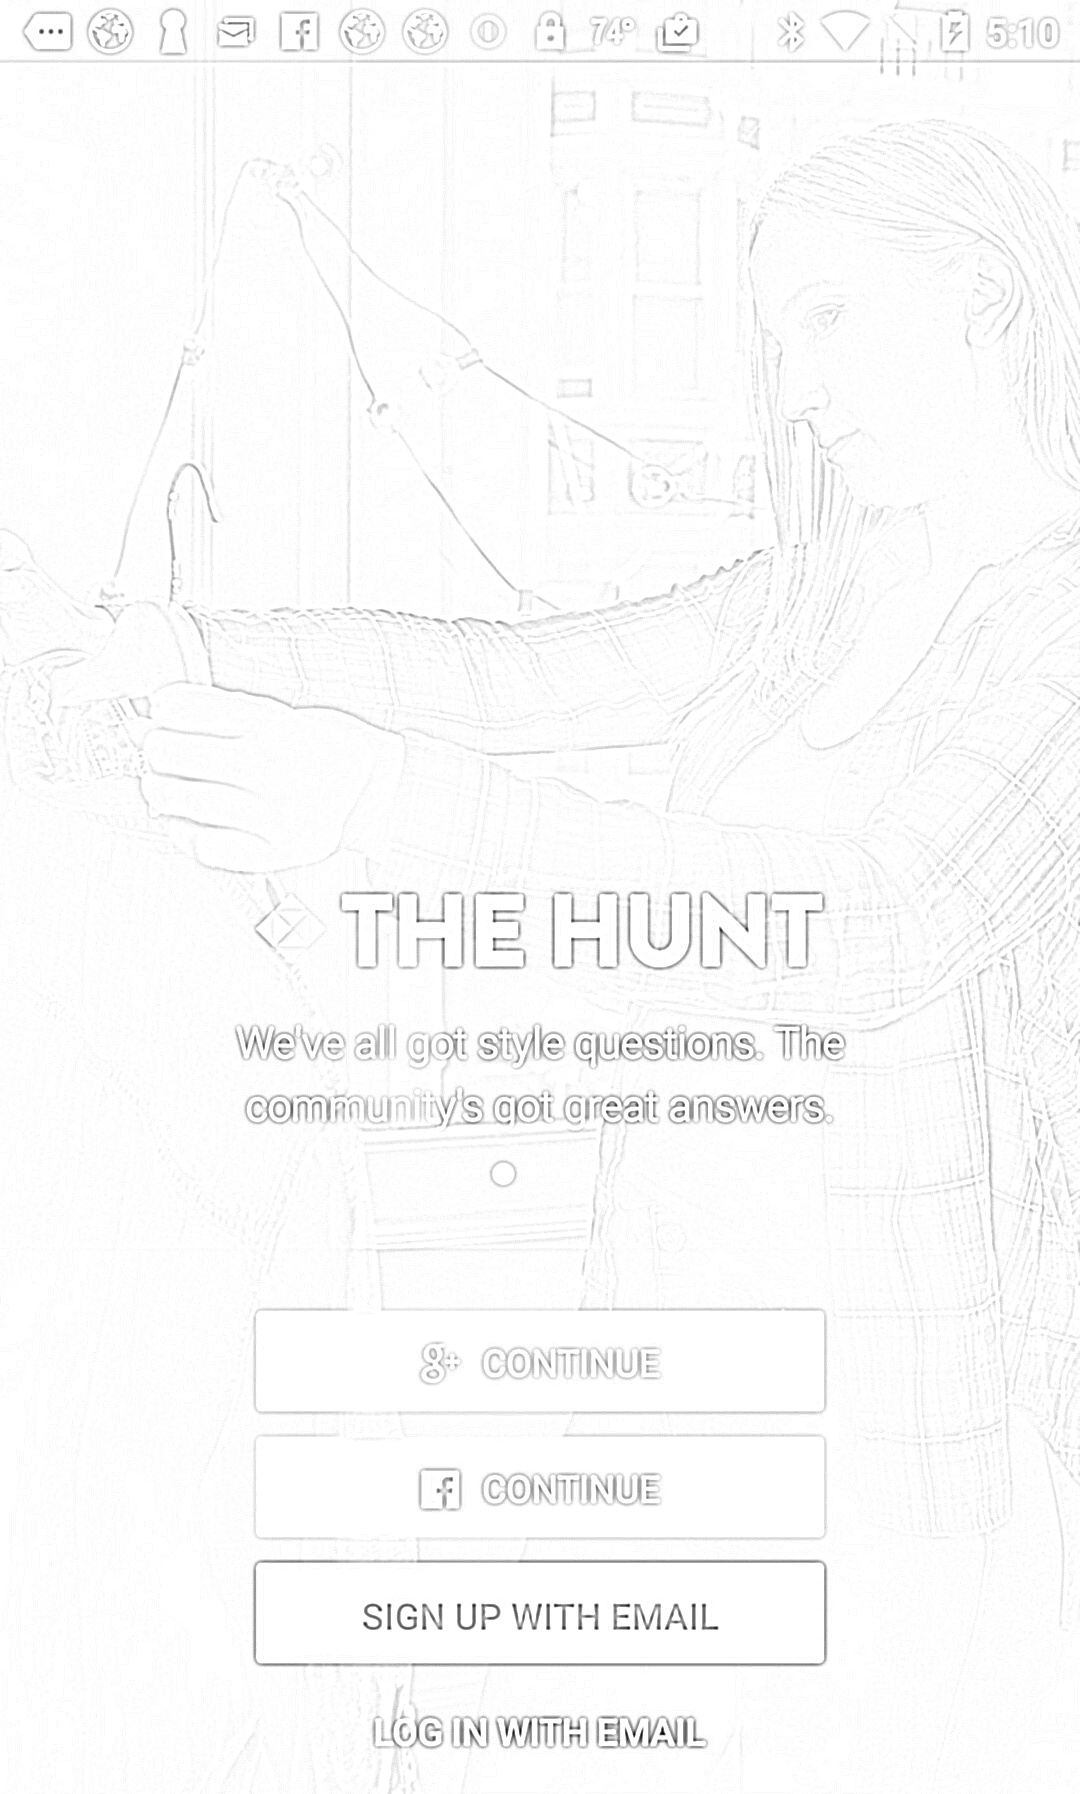 74° 5:10
THE HUNT
We've all got style questions. The
community's got great answers.
g+ CONTINUE
f CONTINUE
SIGN UP WITH EMAIL
LOG IN WITH EMAIL